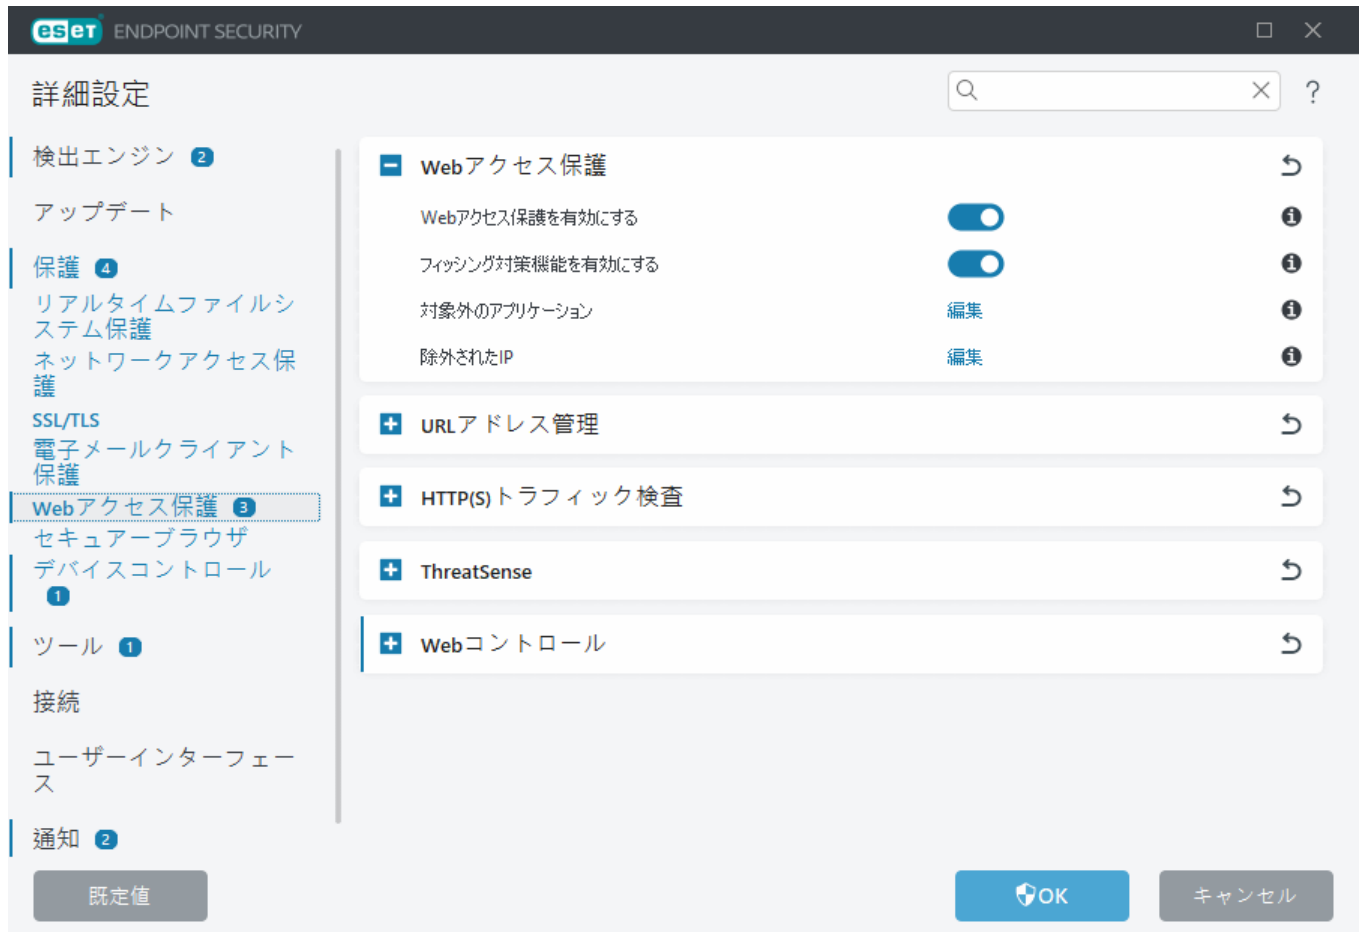 eset ENDPOINT SECURITY
詳細設定
?
検出エンジン 2
アップデート
保護 4
リアルタイムファイルシ
ステム保護
ネットワークアクセス保
護
SSL/TLS
電子メールクライアント
保護
Webアクセス保護 3
セキュアーブラウザ
デバイスコントロール
1
ツール 1
接続
ユーザーインターフェー
ス
通知 2
Webアクセス保護
Webアクセス保護を有効にする
フィッシング対策機能を有効にする
対象外のアプリケーション 編集
除外されたIP 編集
URLアドレス管理
HTTP(S)トラフィック検査
ThreatSense
Webコントロール
既定値
OK
キャンセル